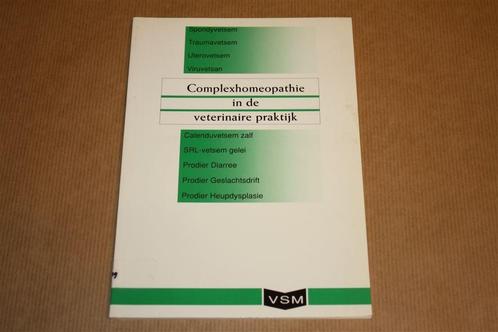 Spondyvetsem
Traumavetsem
Uterovetsem
Viruvetsan
Complexhomeopathie
in de
veterinaire praktijk
Calenduvetsem zalf
SRL-vetsem gelei
Prodier Diarree
Prodier Geslachtsdrift
Prodier Heupdysplasie
VSM